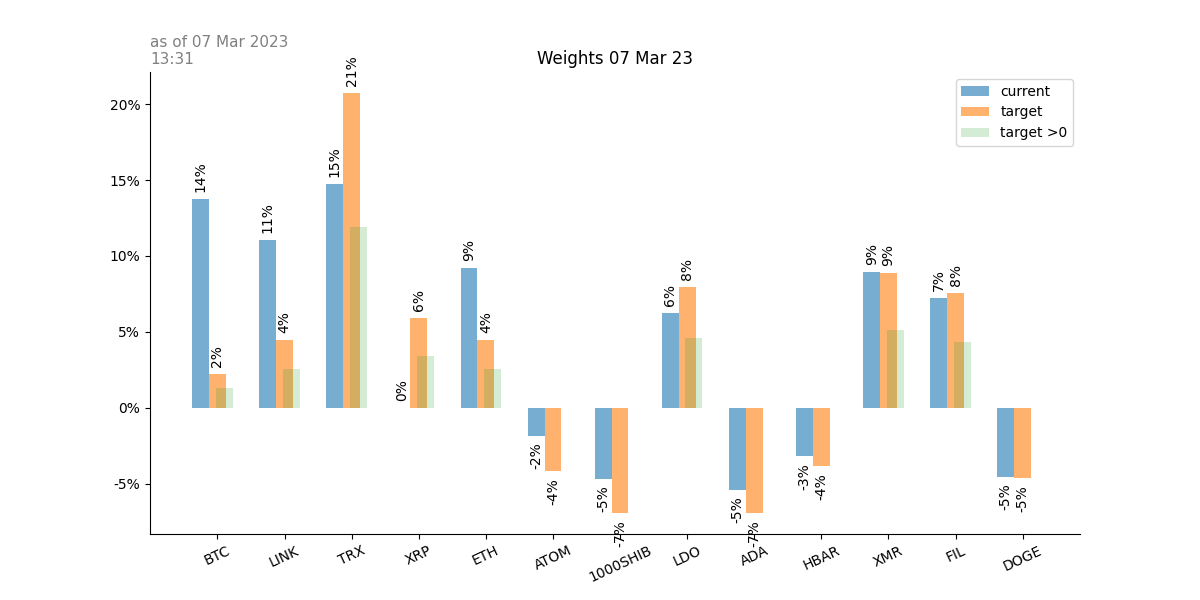 as of 07 Mar 2023
13:31
Weights 07 Mar 23
current
target
target >0
20%
15%
10%
5%
0%
-5%
14%
2%
11%
4%
15%
21%
0%
6%
9%
4%
-2%
-4%
-5%
-7%
6%
8%
-5%
-7%
-3%
-4%
9%
9%
7%
8%
-5%
-5%
BTC
LINK
TRX
XRP
ETH
ATOM
1000SHIB
LDO
ADA
HBAR
XMR
FIL
DOGE